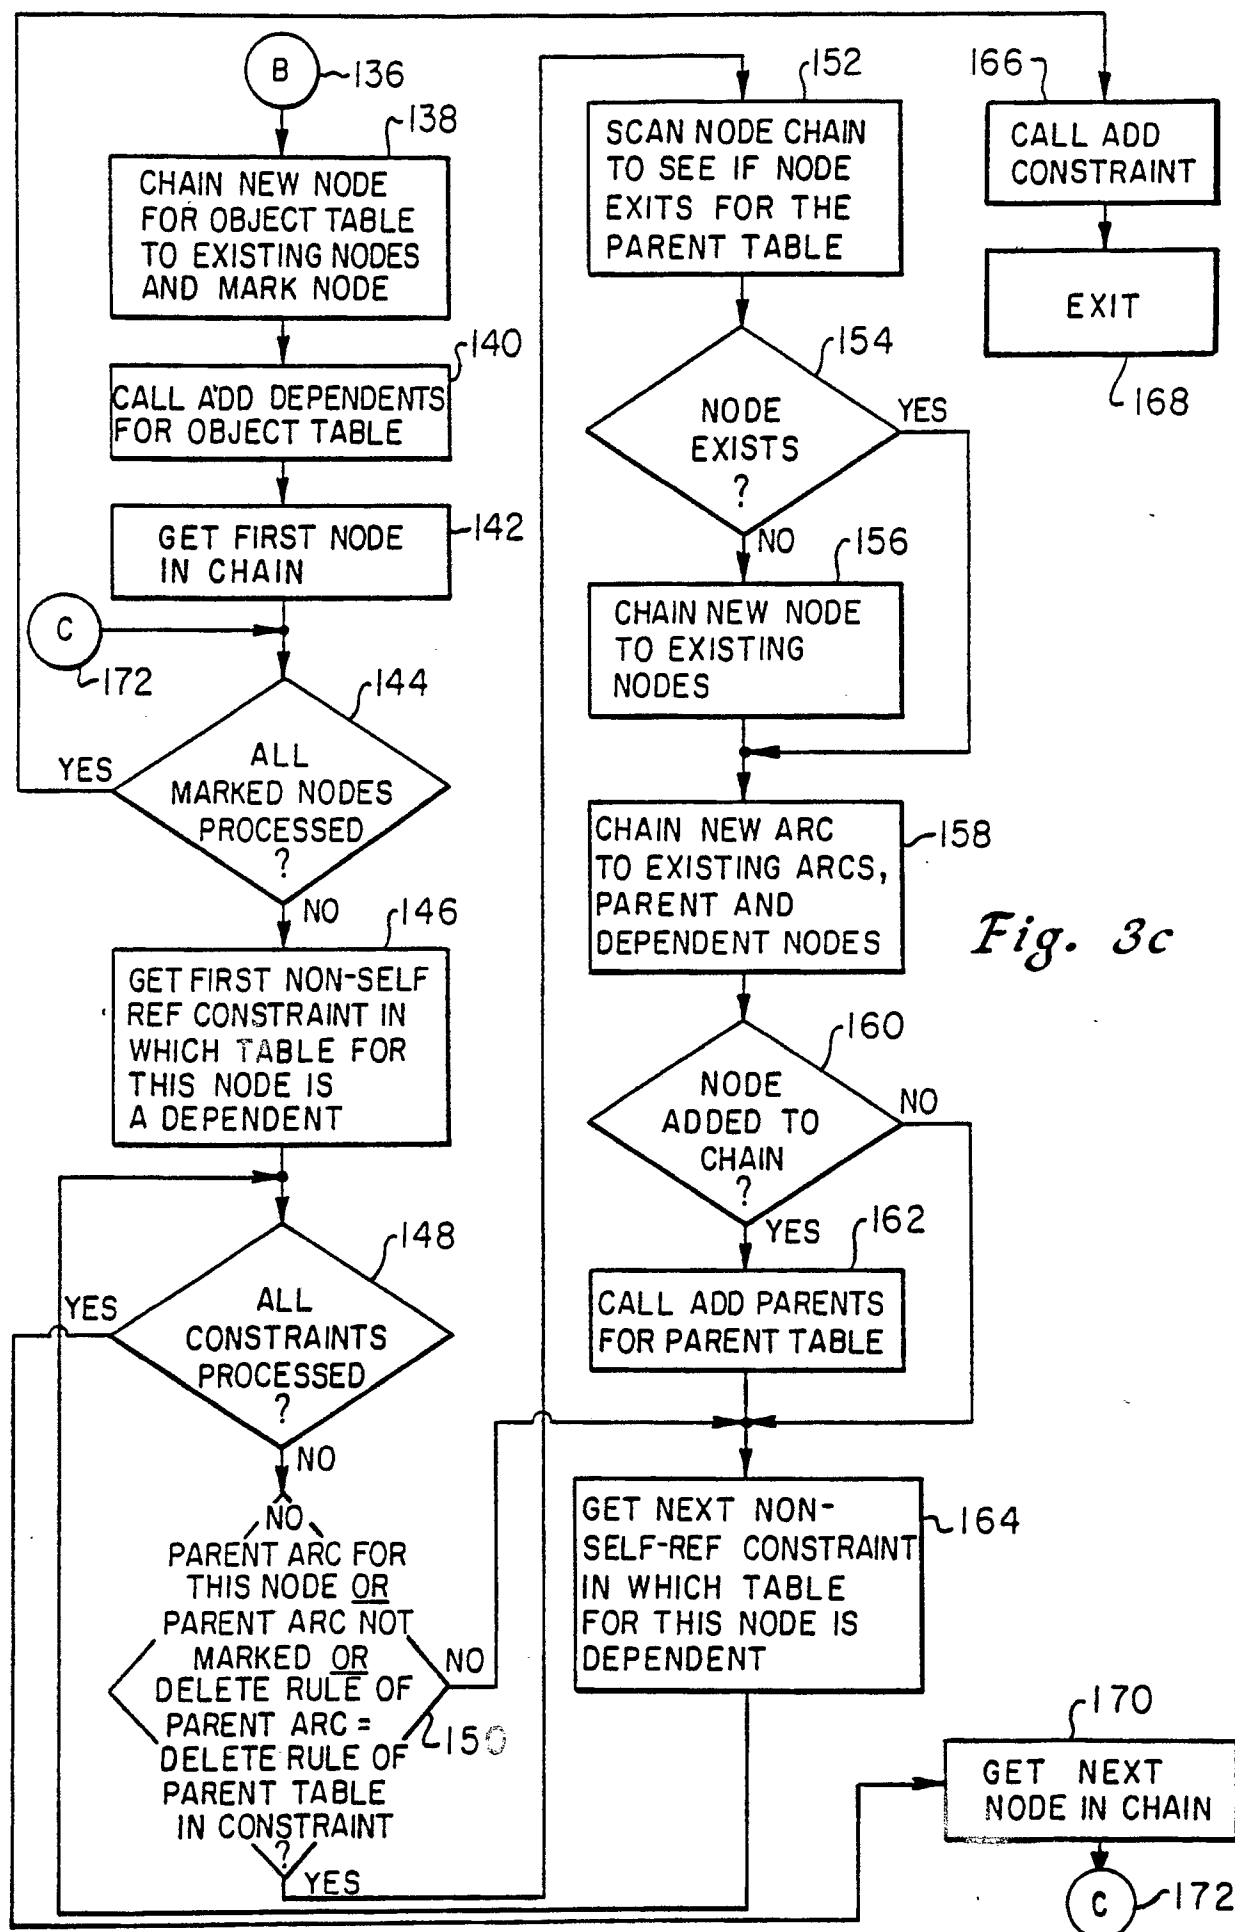 B
136
138
CHAIN NEW NODE
FOR OBJECT TABLE
TO EXISTING NODES
AND MARK NODE
140
CALL ADD DEPENDENTS
FOR OBJECT TABLE
142
GET FIRST NODE
IN CHAIN
C
172
144
YES
ALL
MARKED NODES
PROCESSED
?
NO
146
GET FIRST NON-SELF
REF CONSTRAINT IN
WHICH TABLE FOR
THIS NODE IS
A DEPENDENT
148
YES
ALL
CONSTRAINTS
PROCESSED
?
NO
NO
PARENT ARC FOR
THIS NODE OR
PARENT ARC NOT
MARKED OR
DELETE RULE OF
PARENT ARC =
DELETE RULE OF
PARENT TABLE
IN CONSTRAINT
?
NO
150
YES
152
SCAN NODE CHAIN
TO SEE IF NODE
EXITS FOR THE
PARENT TABLE
154
NODE
EXISTS
?
YES
NO
156
CHAIN NEW NODE
TO EXISTING
NODES
158
CHAIN NEW ARC
TO EXISTING ARCS,
PARENT AND
DEPENDENT NODES
160
NODE
ADDED TO
CHAIN
?
NO
YES
162
CALL ADD PARENTS
FOR PARENT TABLE
164
GET NEXT NON-
SELF-REF CONSTRAINT
IN WHICH TABLE
FOR THIS NODE IS
DEPENDENT
166
CALL ADD
CONSTRAINT
EXIT
168
Fig. 3c
170
GET NEXT
NODE IN CHAIN
C
172